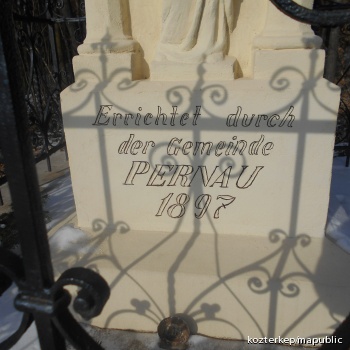 Errichtet durch
der Gemeinde
PERNAU
1897
kozterkep.mapublic